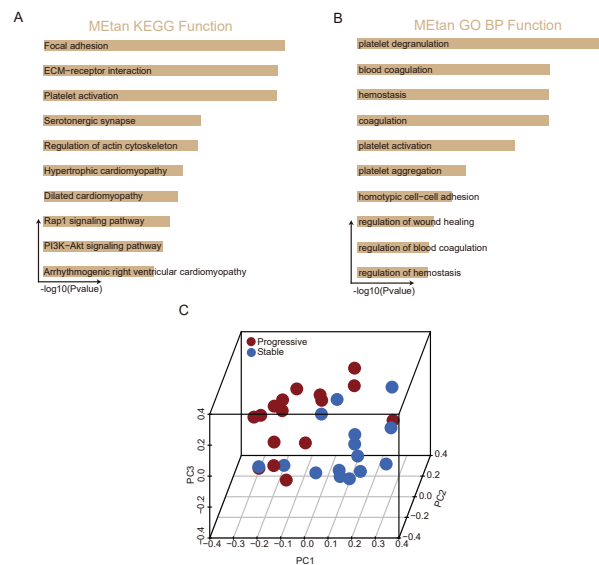 A
MEtan KEGG Function
Focal adhesion
ECM−receptor interaction
Platelet activation
Serotonergic synapse
Regulation of actin cytoskeleton
Hypertrophic cardiomyopathy
Dilated cardiomyopathy
Rap1 signaling pathway
PI3K−Akt signaling pathway
Arrhythmogenic right ventricular cardiomyopathy
-log10(Pvalue)
B
MEtan GO BP Function
platelet degranulation
blood coagulation
hemostasis
coagulation
platelet activation
platelet aggregation
homotypic cell−cell adhesion
regulation of wound healing
regulation of blood coagulation
regulation of hemostasis
-log10(Pvalue)
C
Progressive
Stable
0.4
0.2
0.0
−0.2
−0.4
PC3
−0.4 −0.3 −0.2 −0.1 0.0 0.1 0.2 0.3 0.4
PC1
0.4
0.2
0.0
−0.2
−0.4
PC2